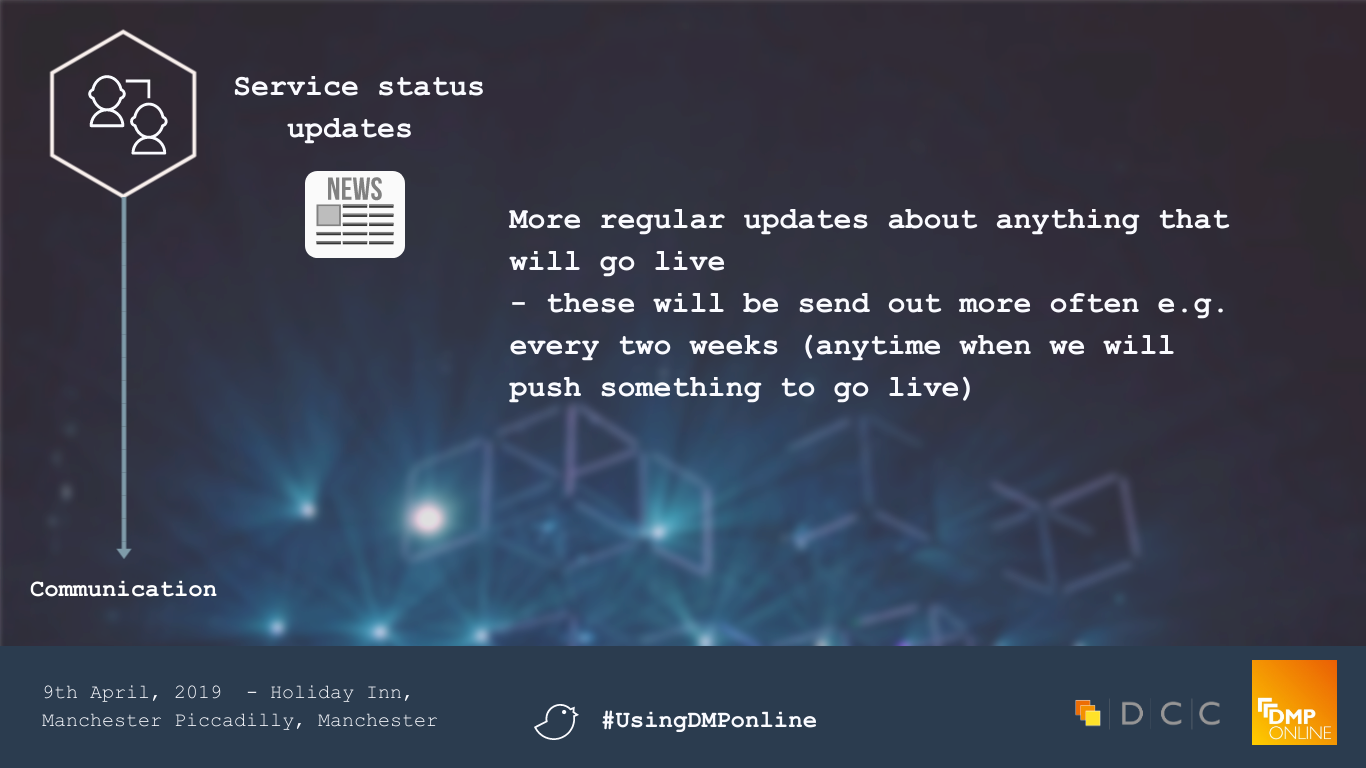 Service status
updates
NEWS
More regular updates about anything that
will go live
- these will be send out more often e.g.
every two weeks (anytime when we will
push something to go live)
Communication
9th April, 2019 - Holiday Inn,
Manchester Piccadilly, Manchester
#UsingDMPonline
DCC
DMP
ONLINE